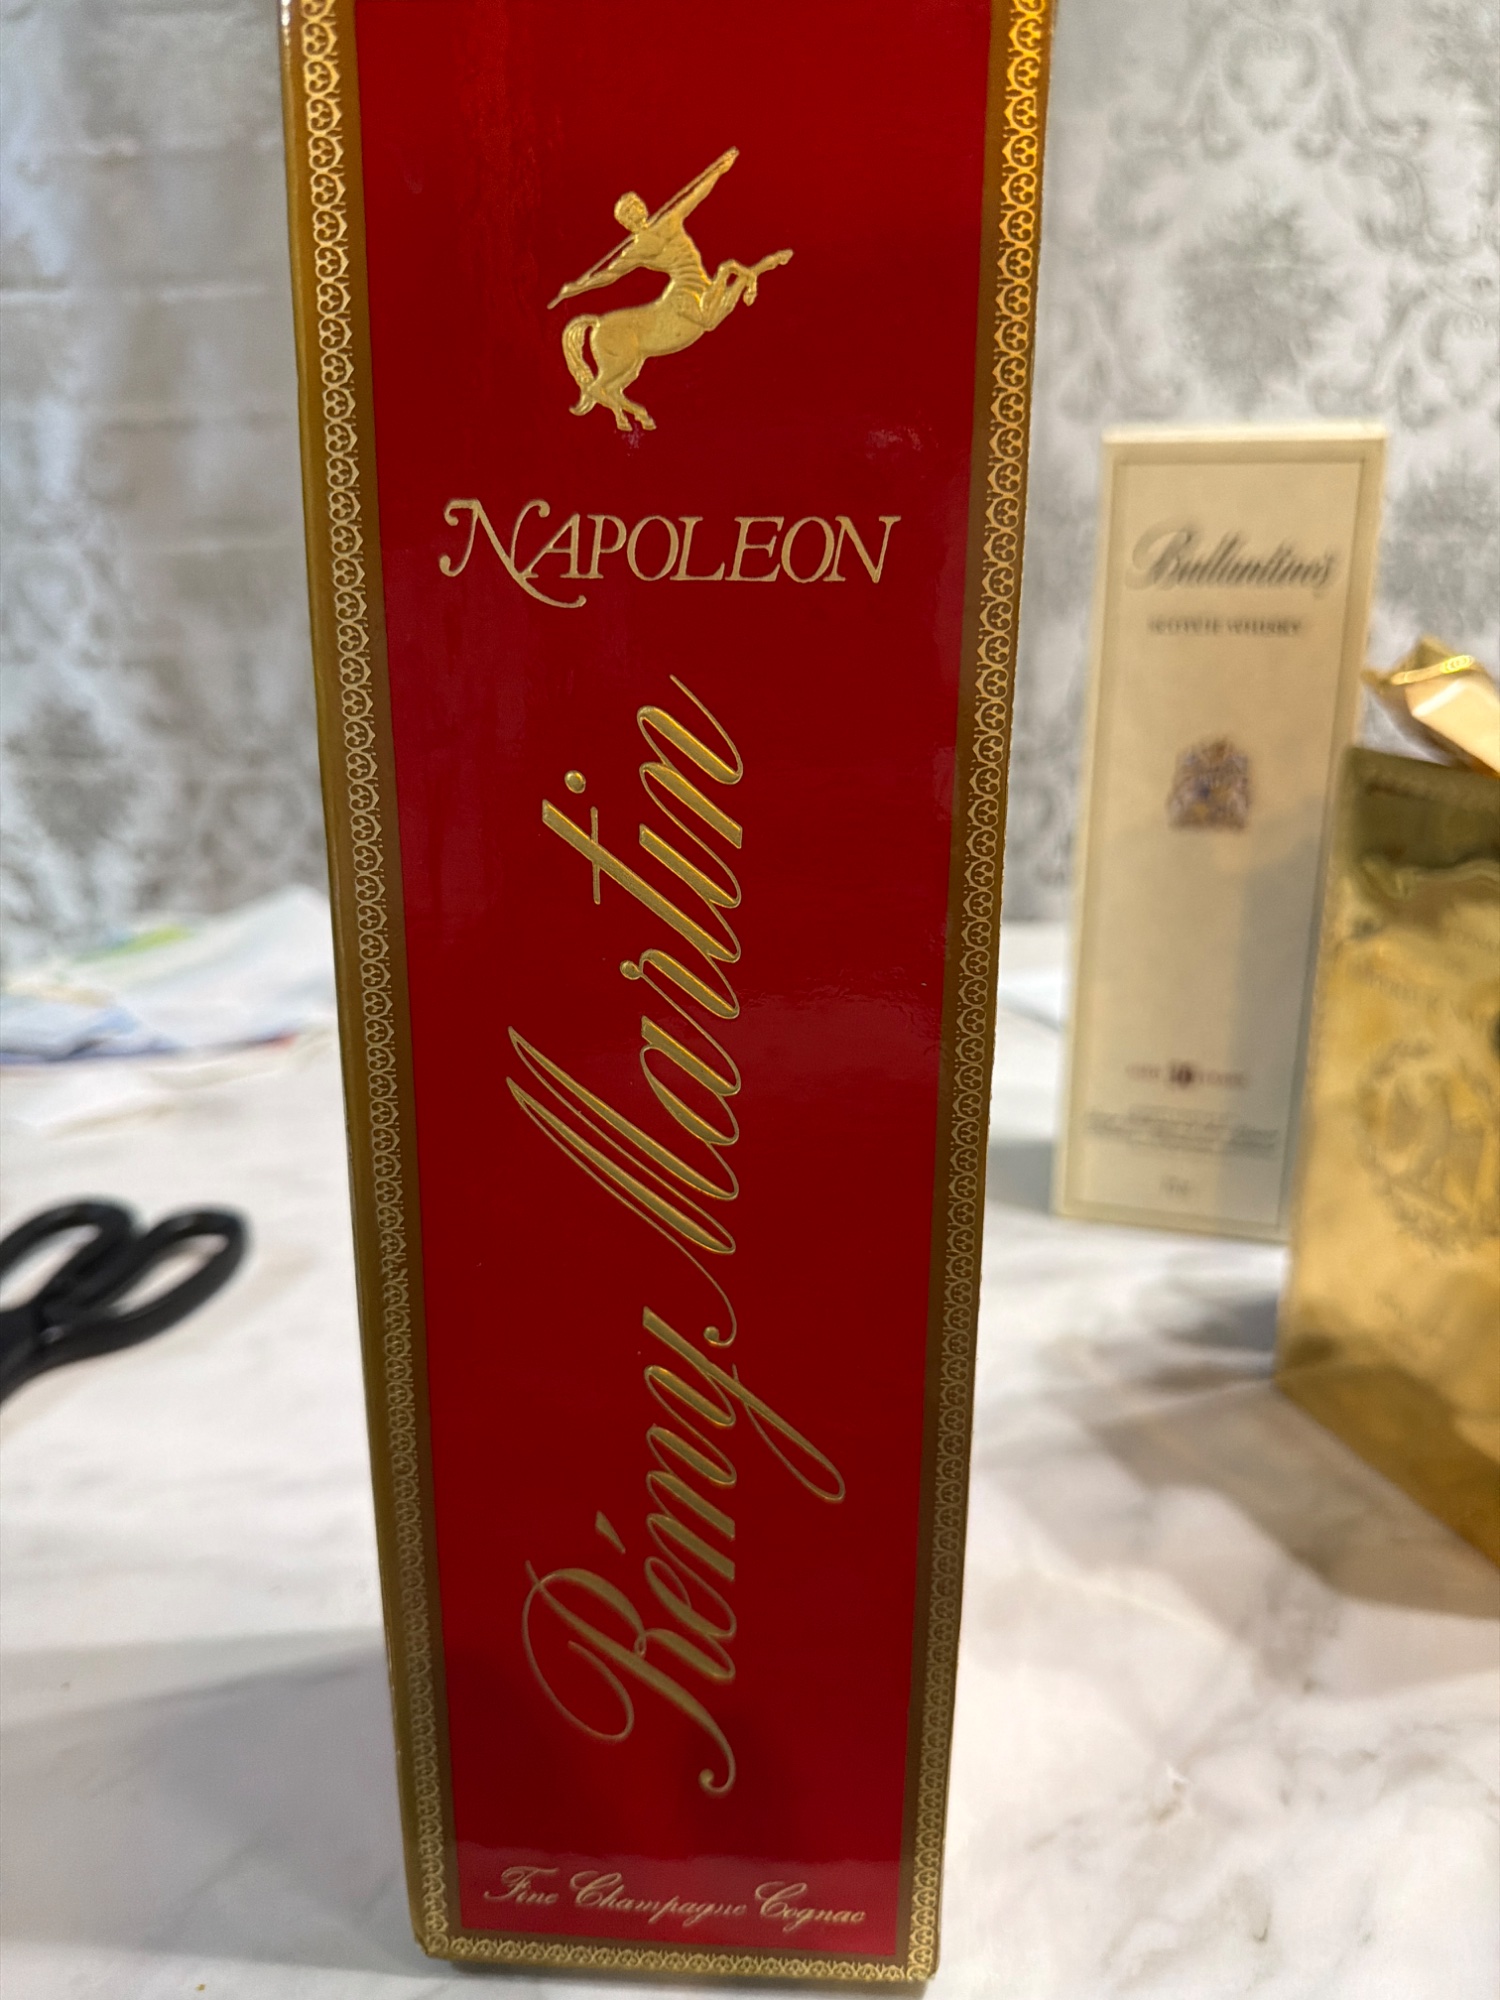 NAPOLEON
Rémy Martin
Fine Champagne Cognac
Ballantine's
SCOTCH WHISKY